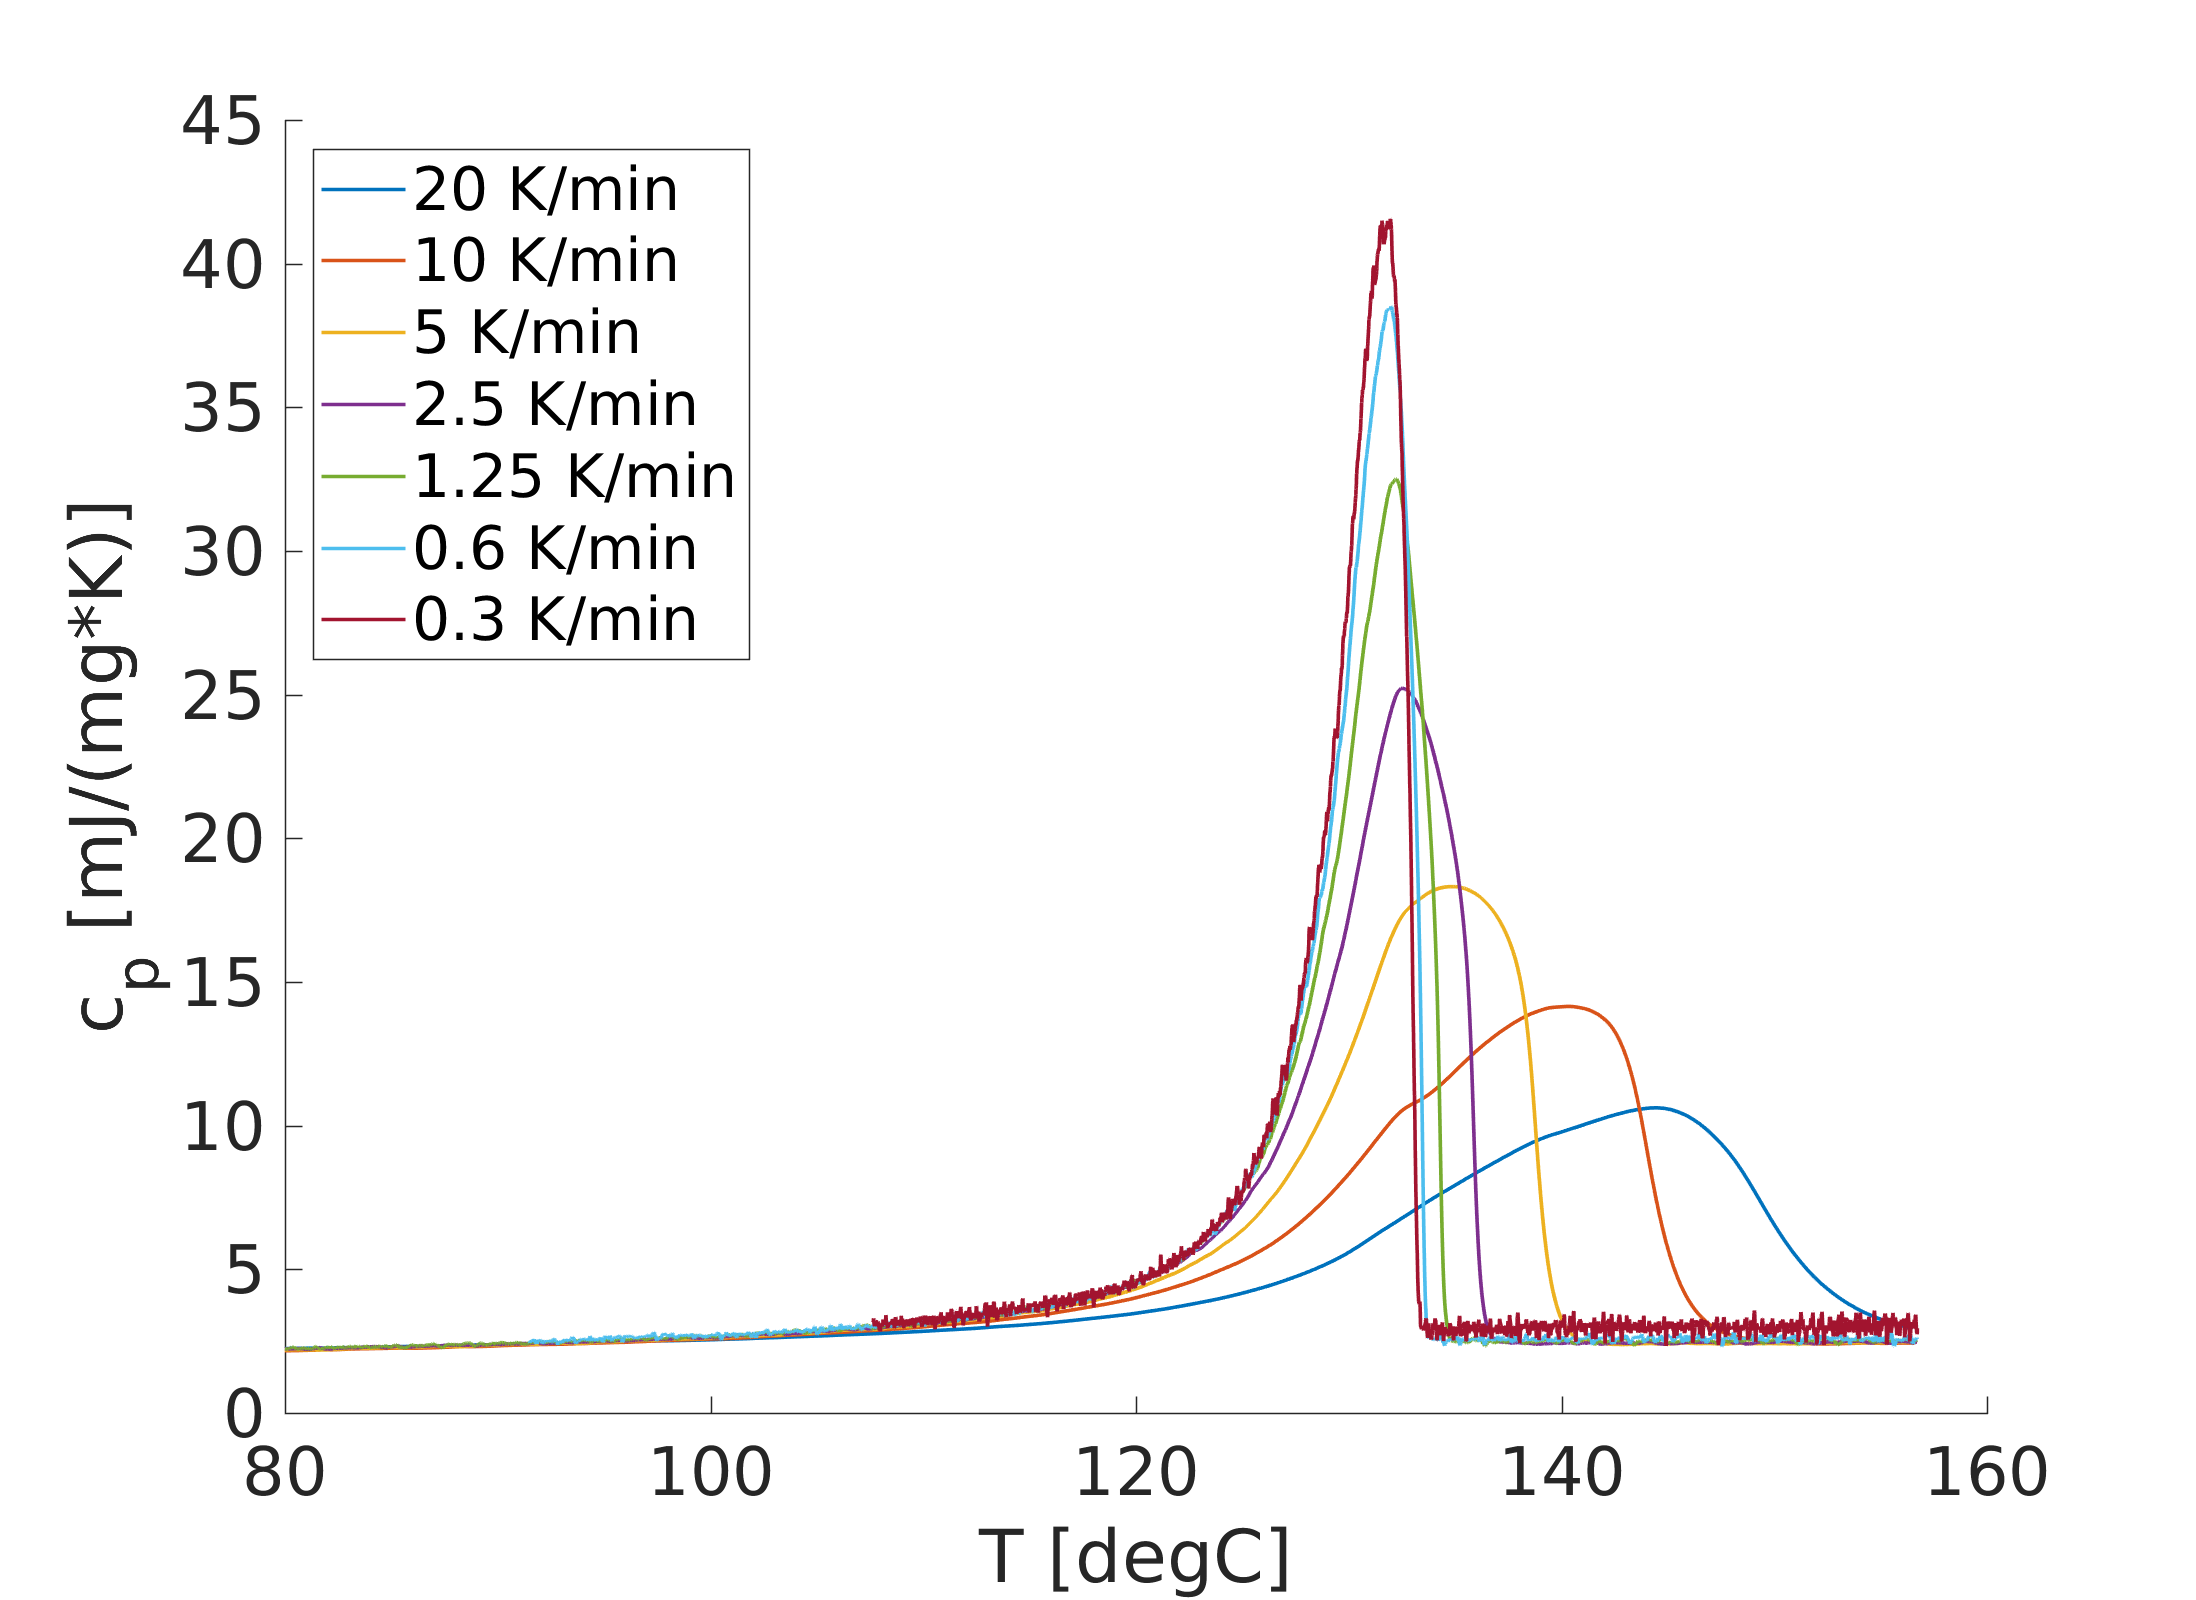 45
40
35
30
25
20
15
10
5
0
20 K/min
10 K/min
5 K/min
2.5 K/min
1.25 K/min
0.6 K/min
0.3 K/min
c_p [mJ/(mg*K)]
80 100 120 140 160
T [degC]